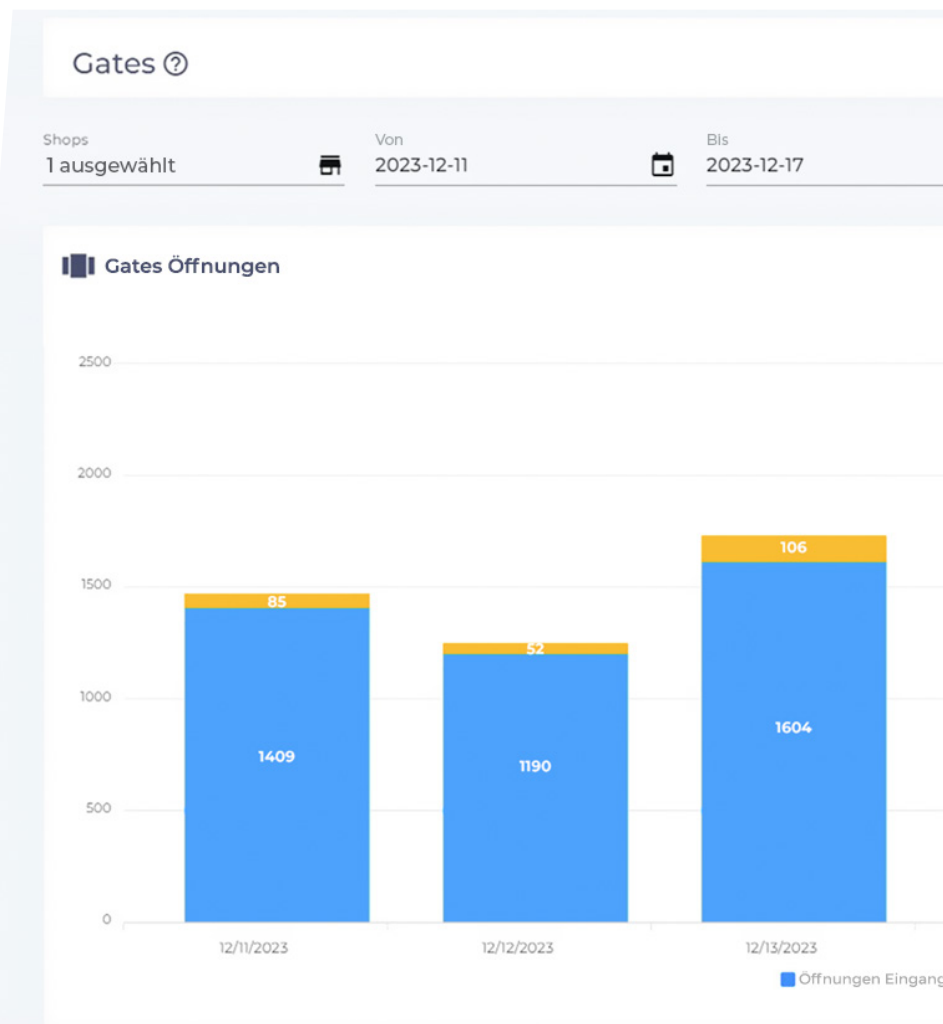 Gates ?
Shops Von Bis
1 ausgewählt 2023-12-11 2023-12-17
Gates Öffnungen
2500
2000
1500
1000
500
0
85 52 106
1409 1190 1604
12/11/2023 12/12/2023 12/13/2023
Öffnungen Eingang